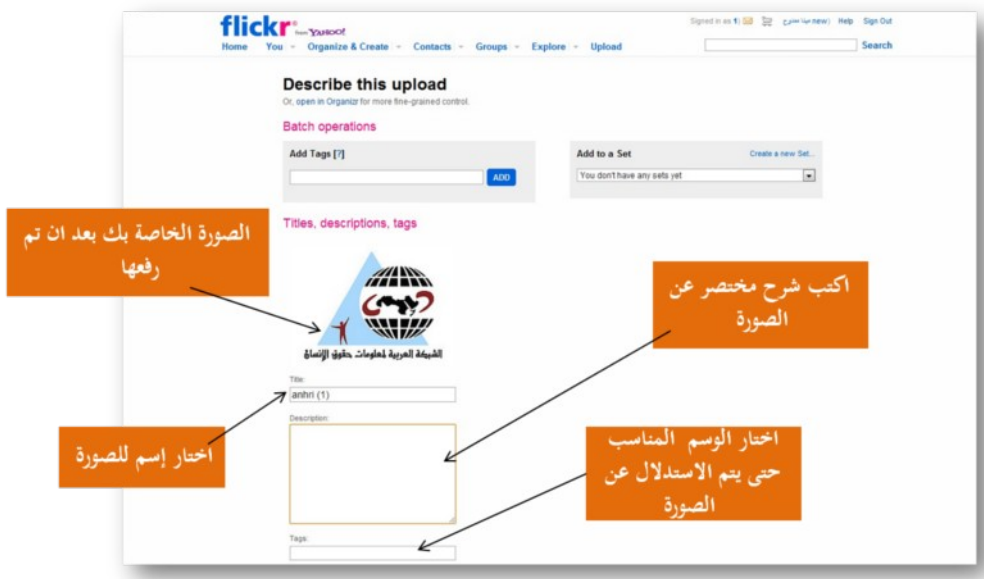 flickr from YAHOO!
Signed in as Help Sign Out
Home You Organize & Create Contacts Groups Explore Upload Search
Describe this upload
Or, open in Organizr for more fine-grained control.
Batch operations
Add Tags [?]
ADD
Add to a Set Create a new Set...
You don't have any sets yet
Titles, descriptions, tags
الصورة الخاصة بك بعد ان تم
رفعها
الشبكة العربية لمعلومات حقوق الإنسان
اكتب شرح مختصر عن
الصورة
Title:
anhri (1)
Description:
اختار إسم للصورة
اختار الوسم المناسب
حتى يتم الاستدلال عن
الصورة
Tags: